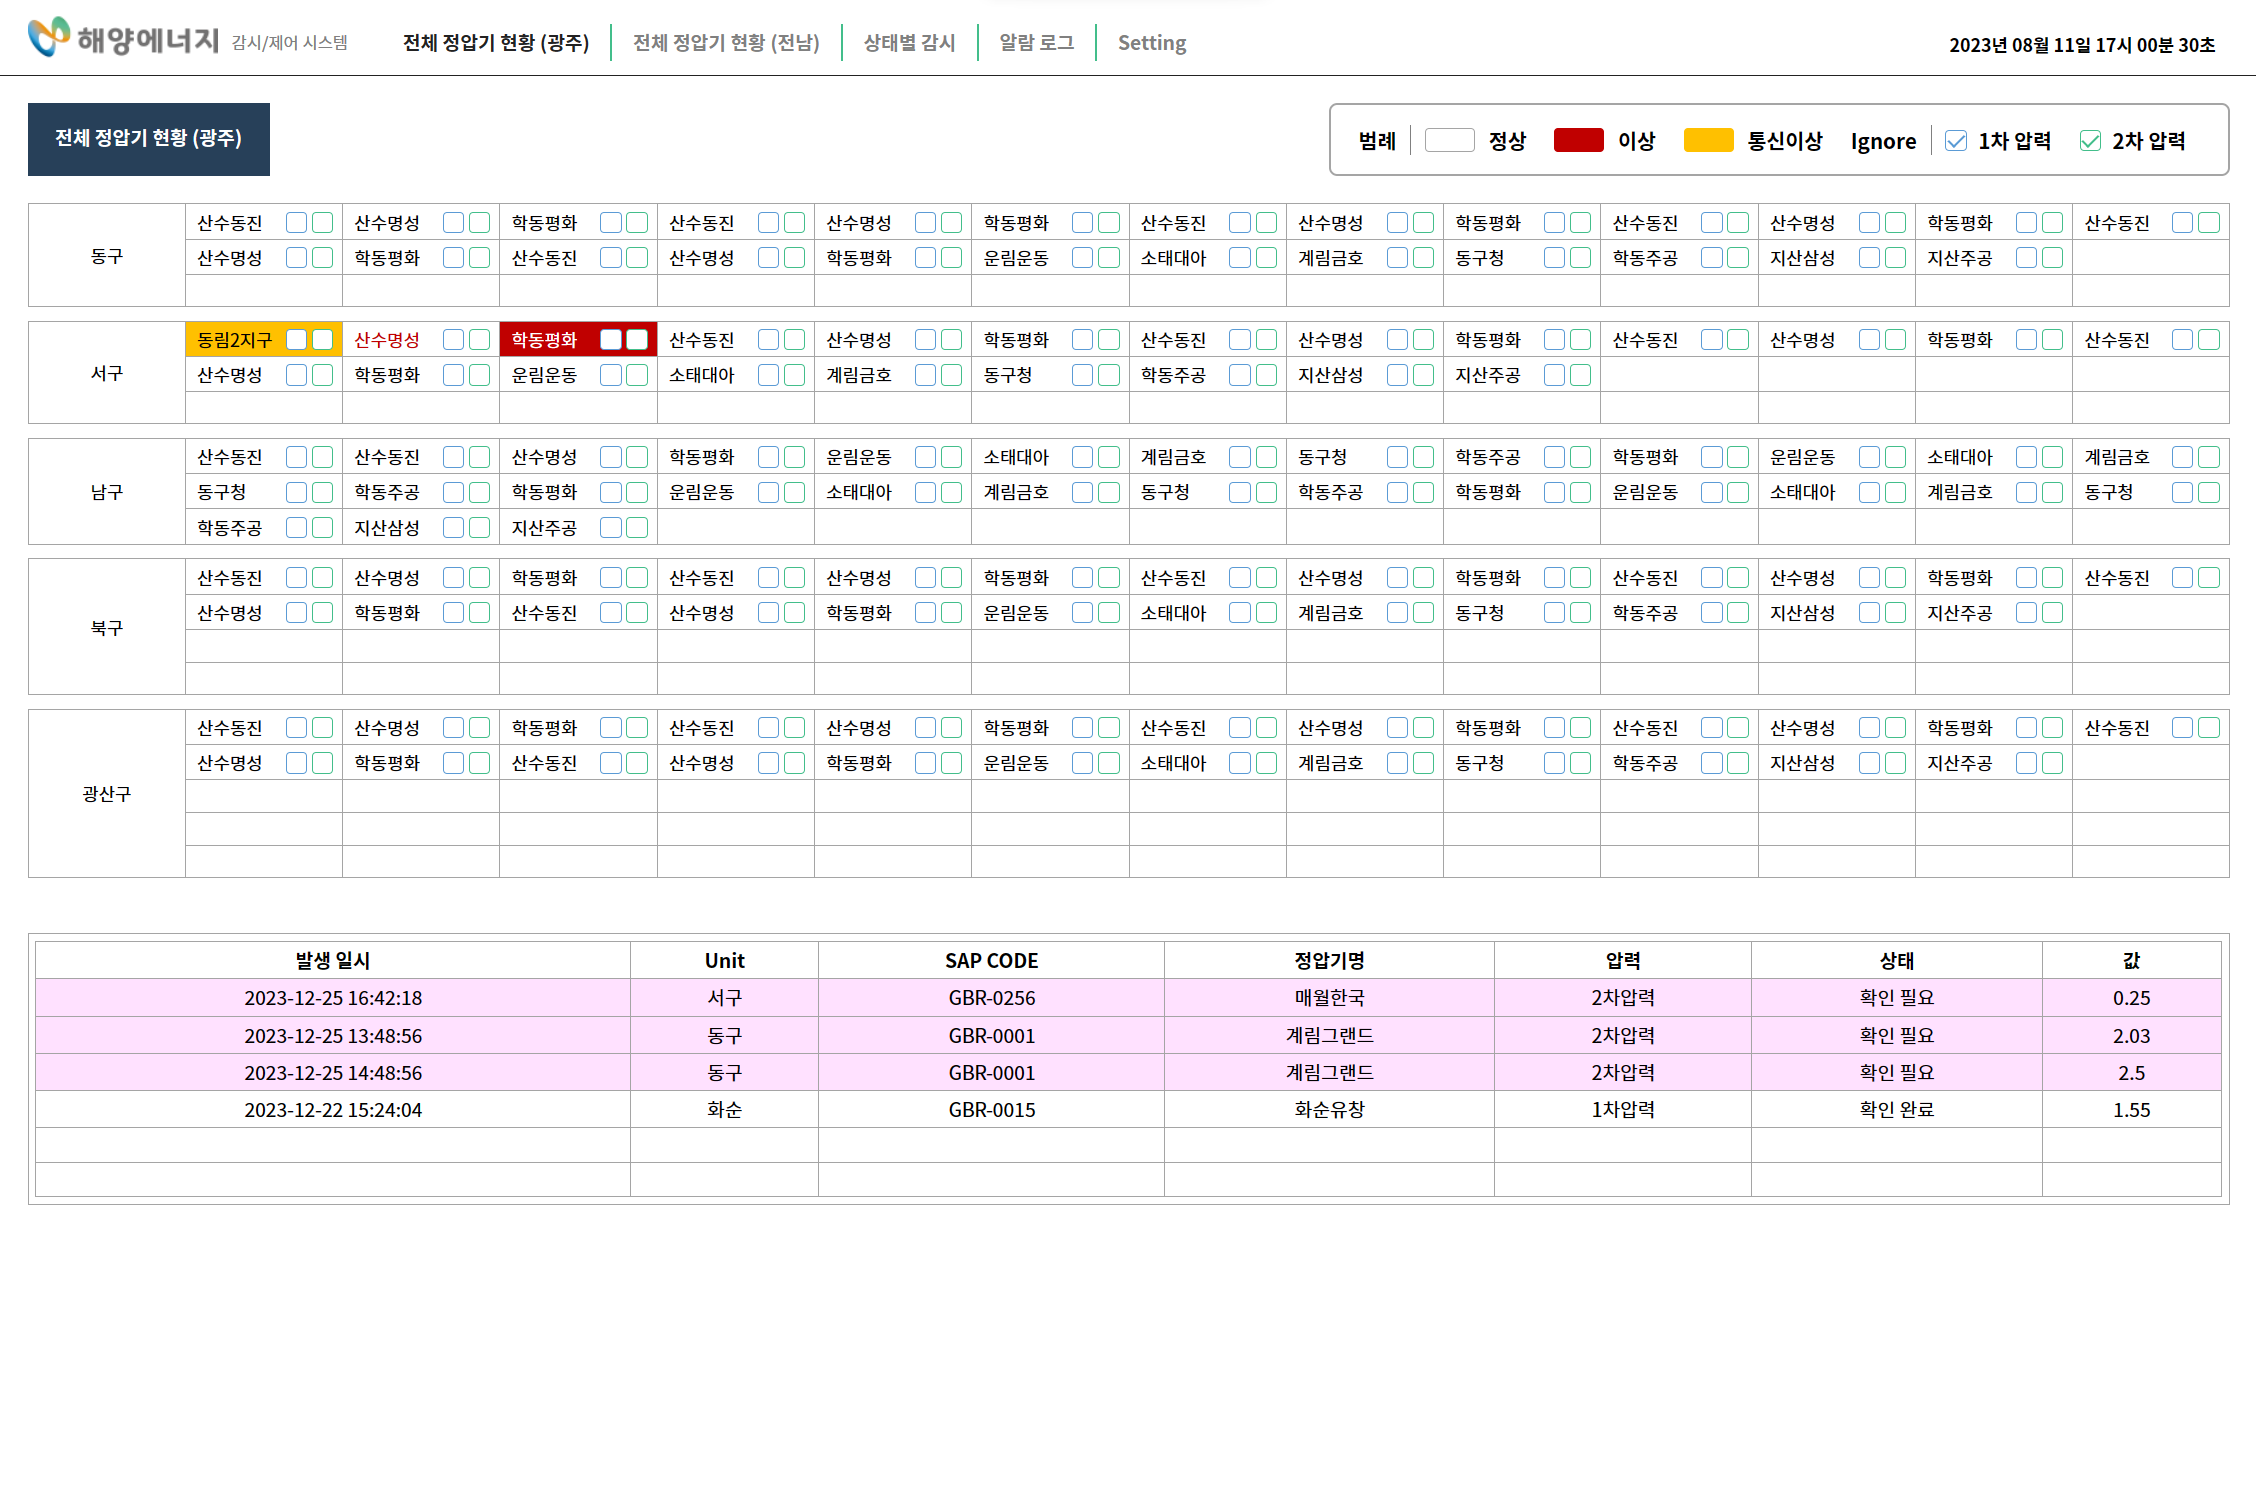 해양에너지 감시/제어 시스템 전체 정압기 현황 (광주) 전체 정압기 현황 (전남) 상태별 감시 알람 로그 Setting 2023년 08월 11일 17시 00분 30초
전체 정압기 현황 (광주) 범례 정상 이상 통신이상 Ignore 1차 압력 2차 압력
동구
산수동진 산수명성 학동평화 산수동진 산수명성 학동평화 산수동진 산수명성 학동평화 산수동진 산수명성 학동평화 산수동진
산수명성 학동평화 산수동진 산수명성 학동평화 운림운동 소태대아 계림금호 동구청 학동주공 지산삼성 지산주공
서구
동림2지구 산수명성 학동평화 산수동진 산수명성 학동평화 산수동진 산수명성 학동평화 산수동진 산수명성 학동평화 산수동진
산수명성 학동평화 운림운동 소태대아 계림금호 동구청 학동주공 지산삼성 지산주공
남구
산수동진 산수동진 산수명성 학동평화 운림운동 소태대아 계림금호 동구청 학동주공 학동평화 운림운동 소태대아 계림금호
동구청 학동주공 학동평화 운림운동 소태대아 계림금호 동구청 학동주공 학동평화 운림운동 소태대아 계림금호 동구청
학동주공 지산삼성 지산주공
북구
산수동진 산수명성 학동평화 산수동진 산수명성 학동평화 산수동진 산수명성 학동평화 산수동진 산수명성 학동평화 산수동진
산수명성 학동평화 산수동진 산수명성 학동평화 운림운동 소태대아 계림금호 동구청 학동주공 지산삼성 지산주공
광산구
산수동진 산수명성 학동평화 산수동진 산수명성 학동평화 산수동진 산수명성 학동평화 산수동진 산수명성 학동평화 산수동진
산수명성 학동평화 산수동진 산수명성 학동평화 운림운동 소태대아 계림금호 동구청 학동주공 지산삼성 지산주공
발생 일시 Unit SAP CODE 정압기명 압력 상태 값
2023-12-25 16:42:18 서구 GBR-0256 매월한국 2차압력 확인 필요 0.25
2023-12-25 13:48:56 동구 GBR-0001 계림그랜드 2차압력 확인 필요 2.03
2023-12-25 14:48:56 동구 GBR-0001 계림그랜드 2차압력 확인 필요 2.5
2023-12-22 15:24:04 화순 GBR-0015 화순유창 1차압력 확인 완료 1.55